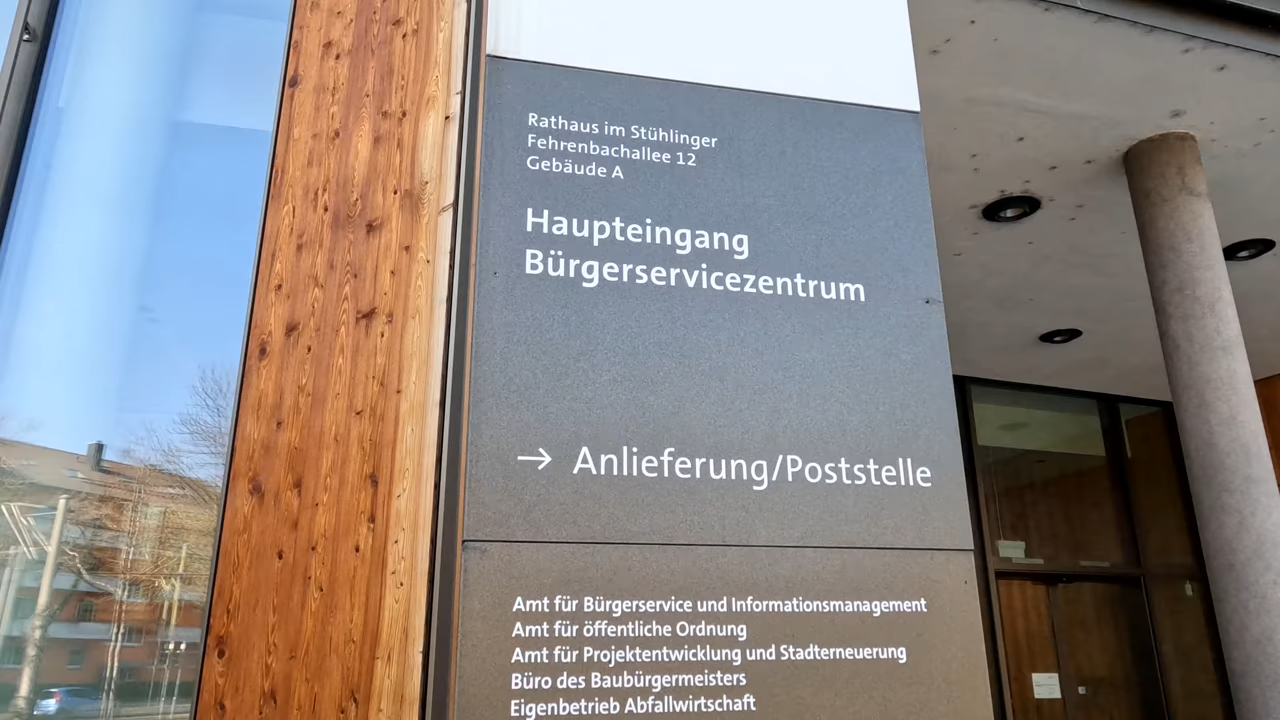 Rathaus im Stühlinger
Fehrenbachallee 12
Gebäude A
Haupteingang
Bürgerservicezentrum
→ Anlieferung/Poststelle
Amt für Bürgerservice und Informationsmanagement
Amt für öffentliche Ordnung
Amt für Projektentwicklung und Stadterneuerung
Büro des Baubürgermeisters
Eigenbetrieb Abfallwirtschaft